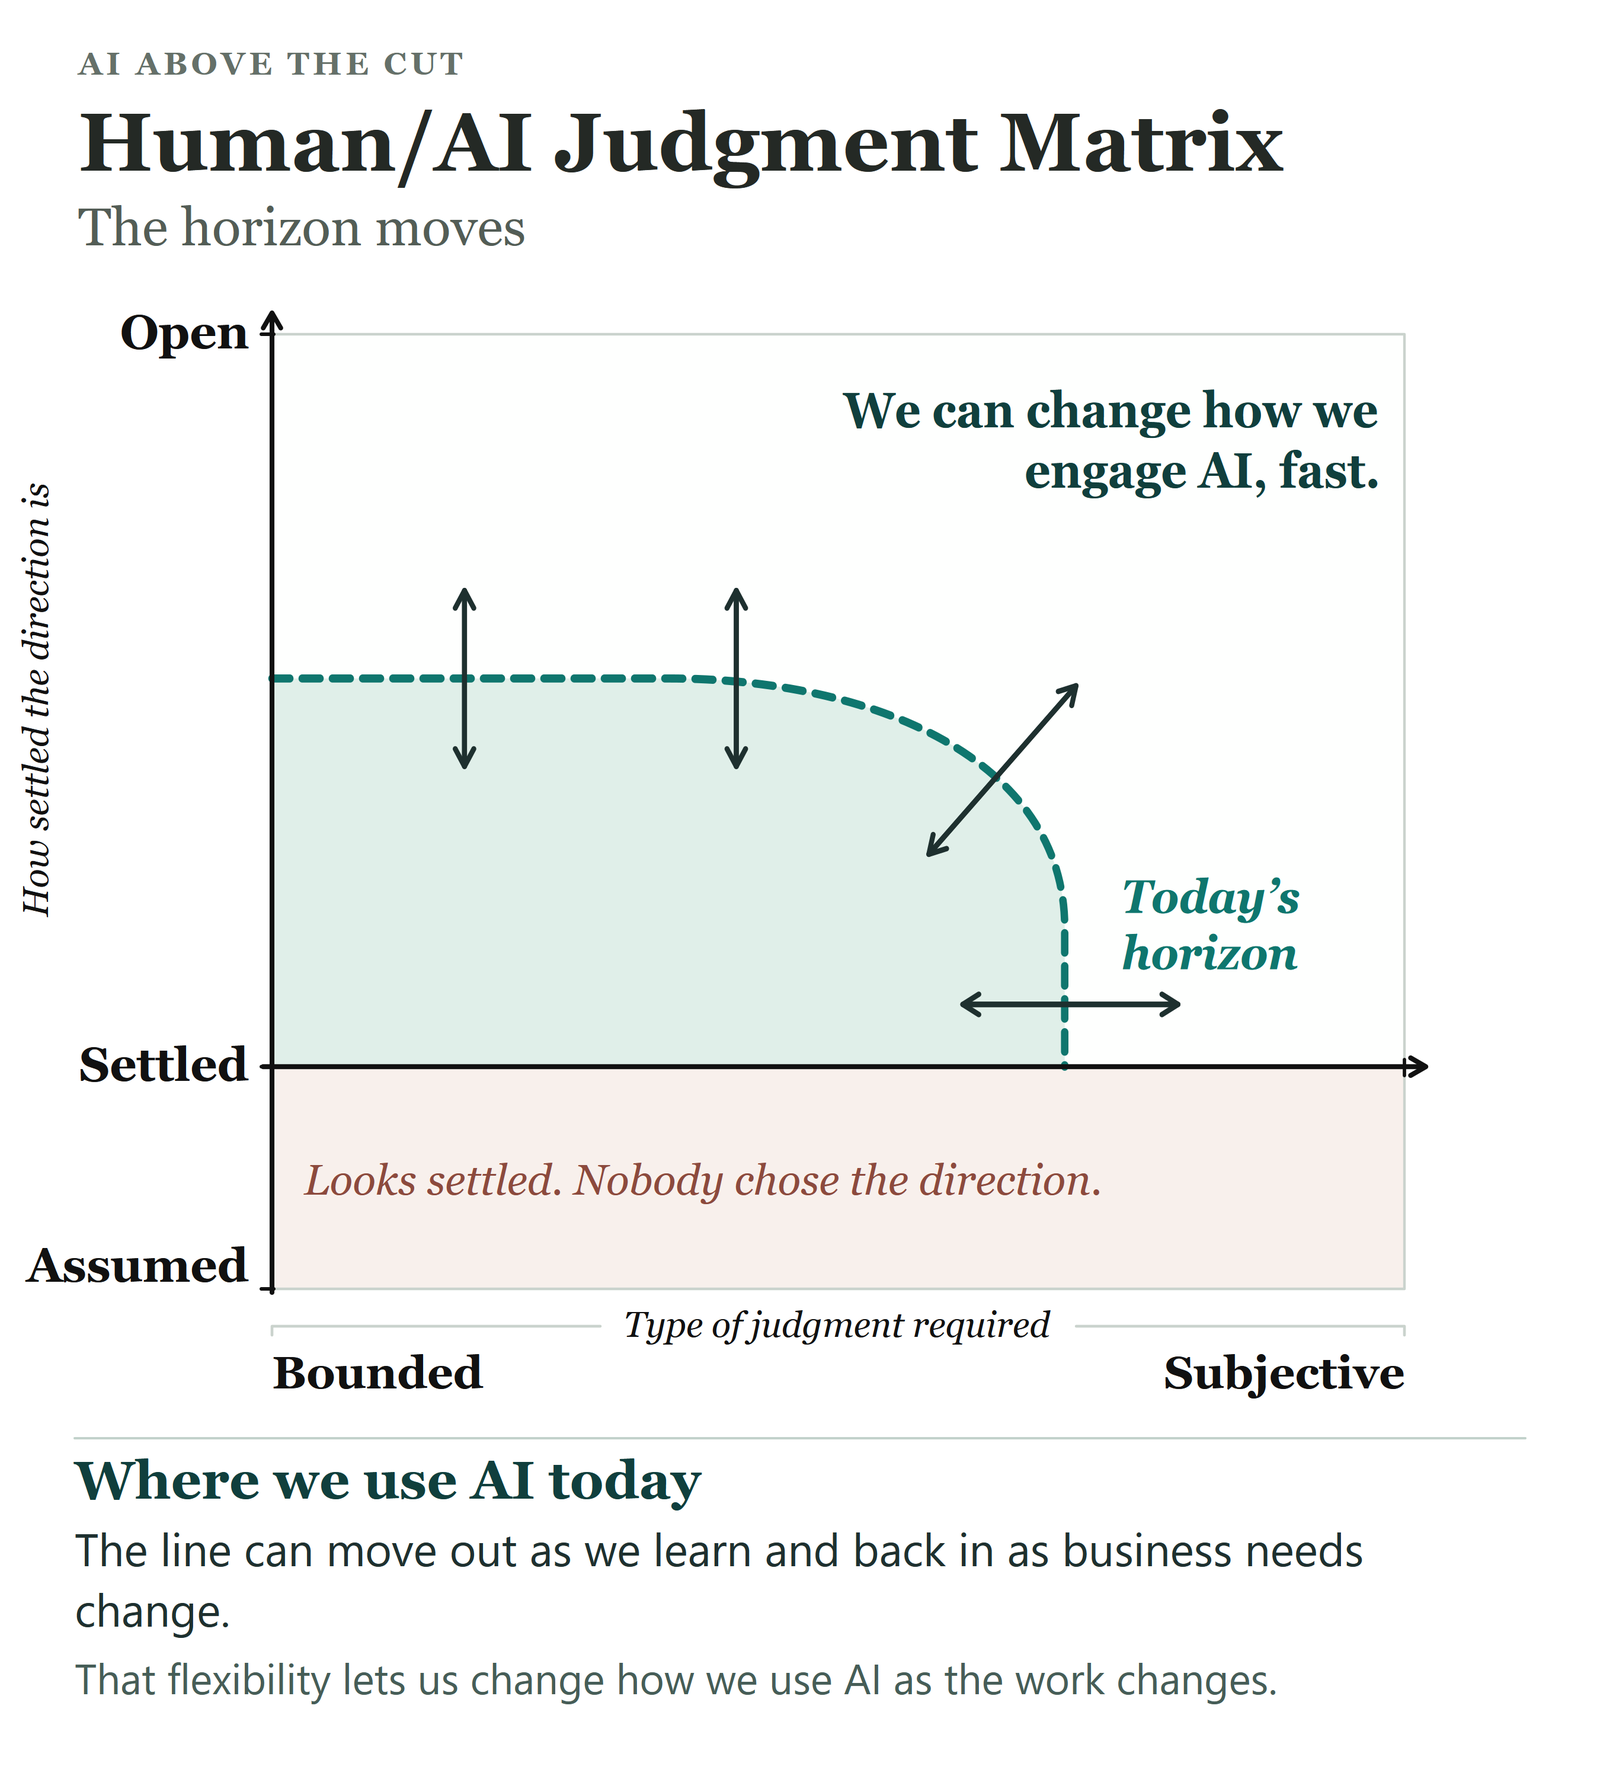 AI ABOVE THE CUT
Human/AI Judgment Matrix
The horizon moves
Open
We can change how we
engage AI, fast.
How settled the direction is
Today’s
horizon
Settled
Looks settled. Nobody chose the direction.
Assumed
Type of judgment required
Bounded
Subjective
Where we use AI today
The line can move out as we learn and back in as business needs
change.
That flexibility lets us change how we use AI as the work changes.